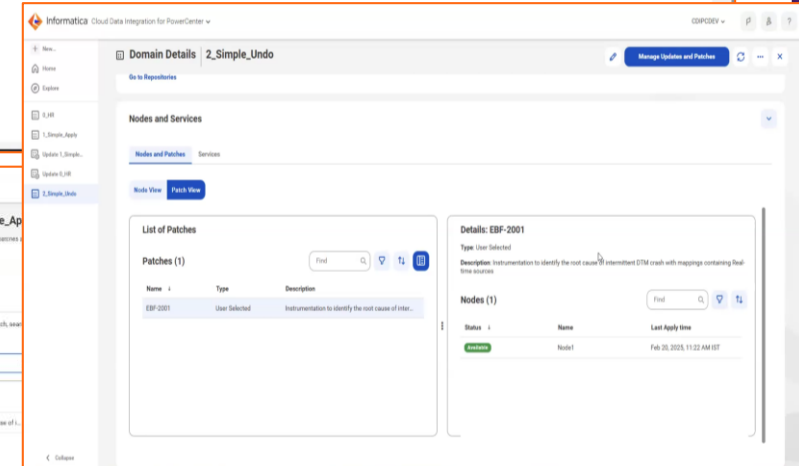 Informatica Cloud Data Integration for PowerCenter
CDIPCDEV
?
+ New...
Home
Explore
0_HR
1_Simple_Apply
Update 1_Simple...
Update 0_HR
2_Simple_Undo
Collapse
Domain Details 2_Simple_Undo
Manage Updates and Patches
Go to Repositories
Nodes and Services
Nodes and Patches Services
Node View Patch View
List of Patches
Patches (1)
Find
Name ↓ Type Description
EBF-2001 User Selected Instrumentation to identify the root cause of inter...
Details: EBF-2001
Type: User Selected
Description: Instrumentation to identify the root cause of intermittent DTM crash with mappings containing Real-
time sources
Nodes (1)
Find
Status ↓ Name Last Apply time
Available Node1 Feb 20, 2025, 11:22 AM IST
e_Ap
ch, sear
se of i...